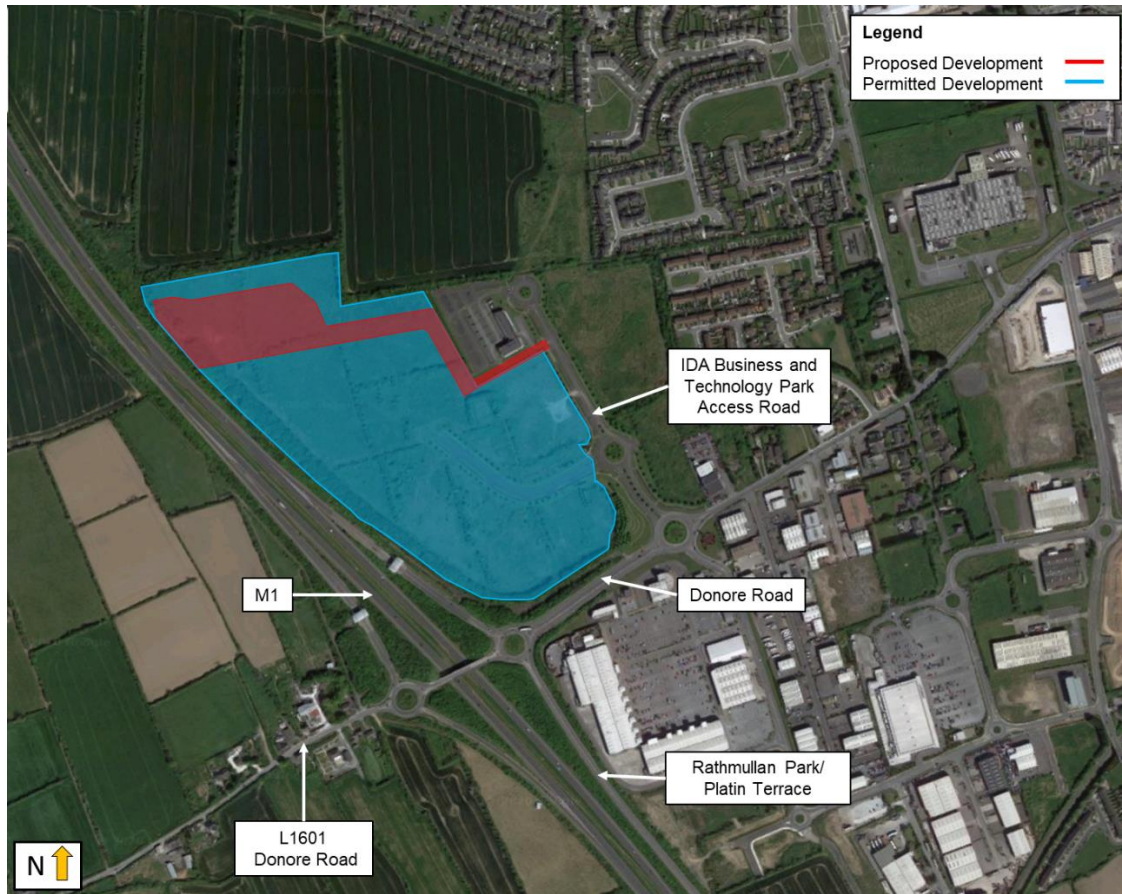 Legend
Proposed Development
Permitted Development
IDA Business and
Technology Park
Access Road
M1
Donore Road
Rathmullan Park/
Platin Terrace
L1601
Donore Road
N